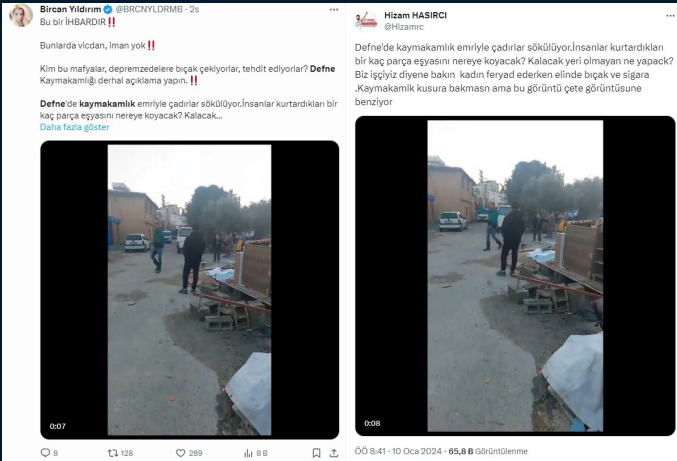 Bircan Yıldırım @BRCNYLDRMB · 2s
Bu bir İHBARDIR‼
Bunlarda vicdan, iman yok‼
Kim bu mafyalar, depremzedelere bıçak çekiyorlar, tehdit ediyorlar? Defne
Kaymakamlığı derhal açıklama yapın.‼
Defne'de kaymakamlık emriyle çadırlar sökülüyor.İnsanlar kurtardıkları bir
kaç parça eşyasını nereye koyacak? Kalacak...
Daha fazla göster
0:07
8 128 289 8 B
Hizam HASIRCI
@Hizamrc
Defne'de kaymakamlık emriyle çadırlar sökülüyor.İnsanlar kurtardıkları
bir kaç parça eşyasını nereye koyacak? Kalacak yeri olmayan ne yapack?
Biz işçiyiz diyene bakın kadın feryad ederken elinde bıçak ve sigara
.Kaymakamlk kusura bakmasn ama bu görüntü çete görüntüsune
benziyor
0:08
ÖÖ 8:41 · 10 Oca 2024 · 65,8 B Görüntülenme